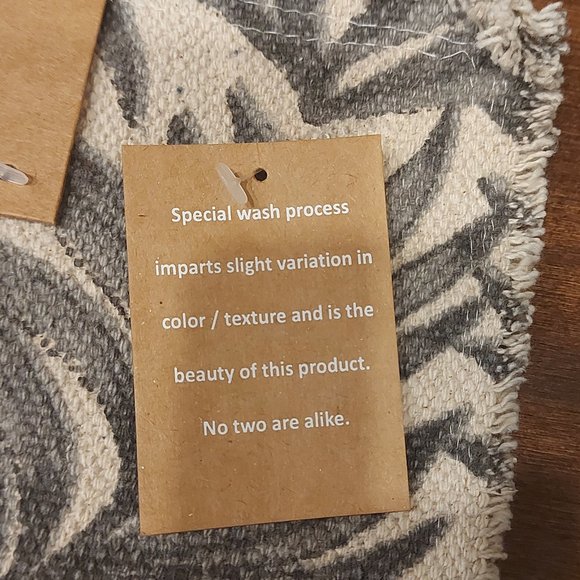 Special wash process
imparts slight variation in
color / texture and is the
beauty of this product.
No two are alike.